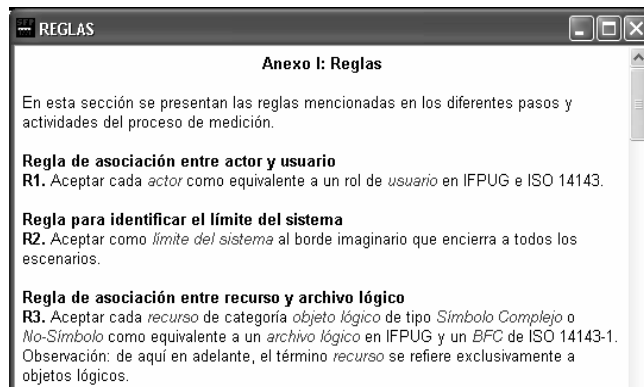 REGLAS
Anexo I: Reglas
En esta sección se presentan las reglas mencionadas en los diferentes pasos y
actividades del proceso de medición.
Regla de asociación entre actor y usuario
R1. Aceptar cada actor como equivalente a un rol de usuario en IFPUG e ISO 14143.
Regla para identificar el límite del sistema
R2. Aceptar como límite del sistema al borde imaginario que encierra a todos los
escenarios.
Regla de asociación entre recurso y archivo lógico
R3. Aceptar cada recurso de categoría objeto lógico de tipo Símbolo Complejo o
No-Símbolo como equivalente a un archivo lógico en IFPUG y un BFC de ISO 14143-1.
Observación: de aquí en adelante, el término recurso se refiere exclusivamente a
objetos lógicos.